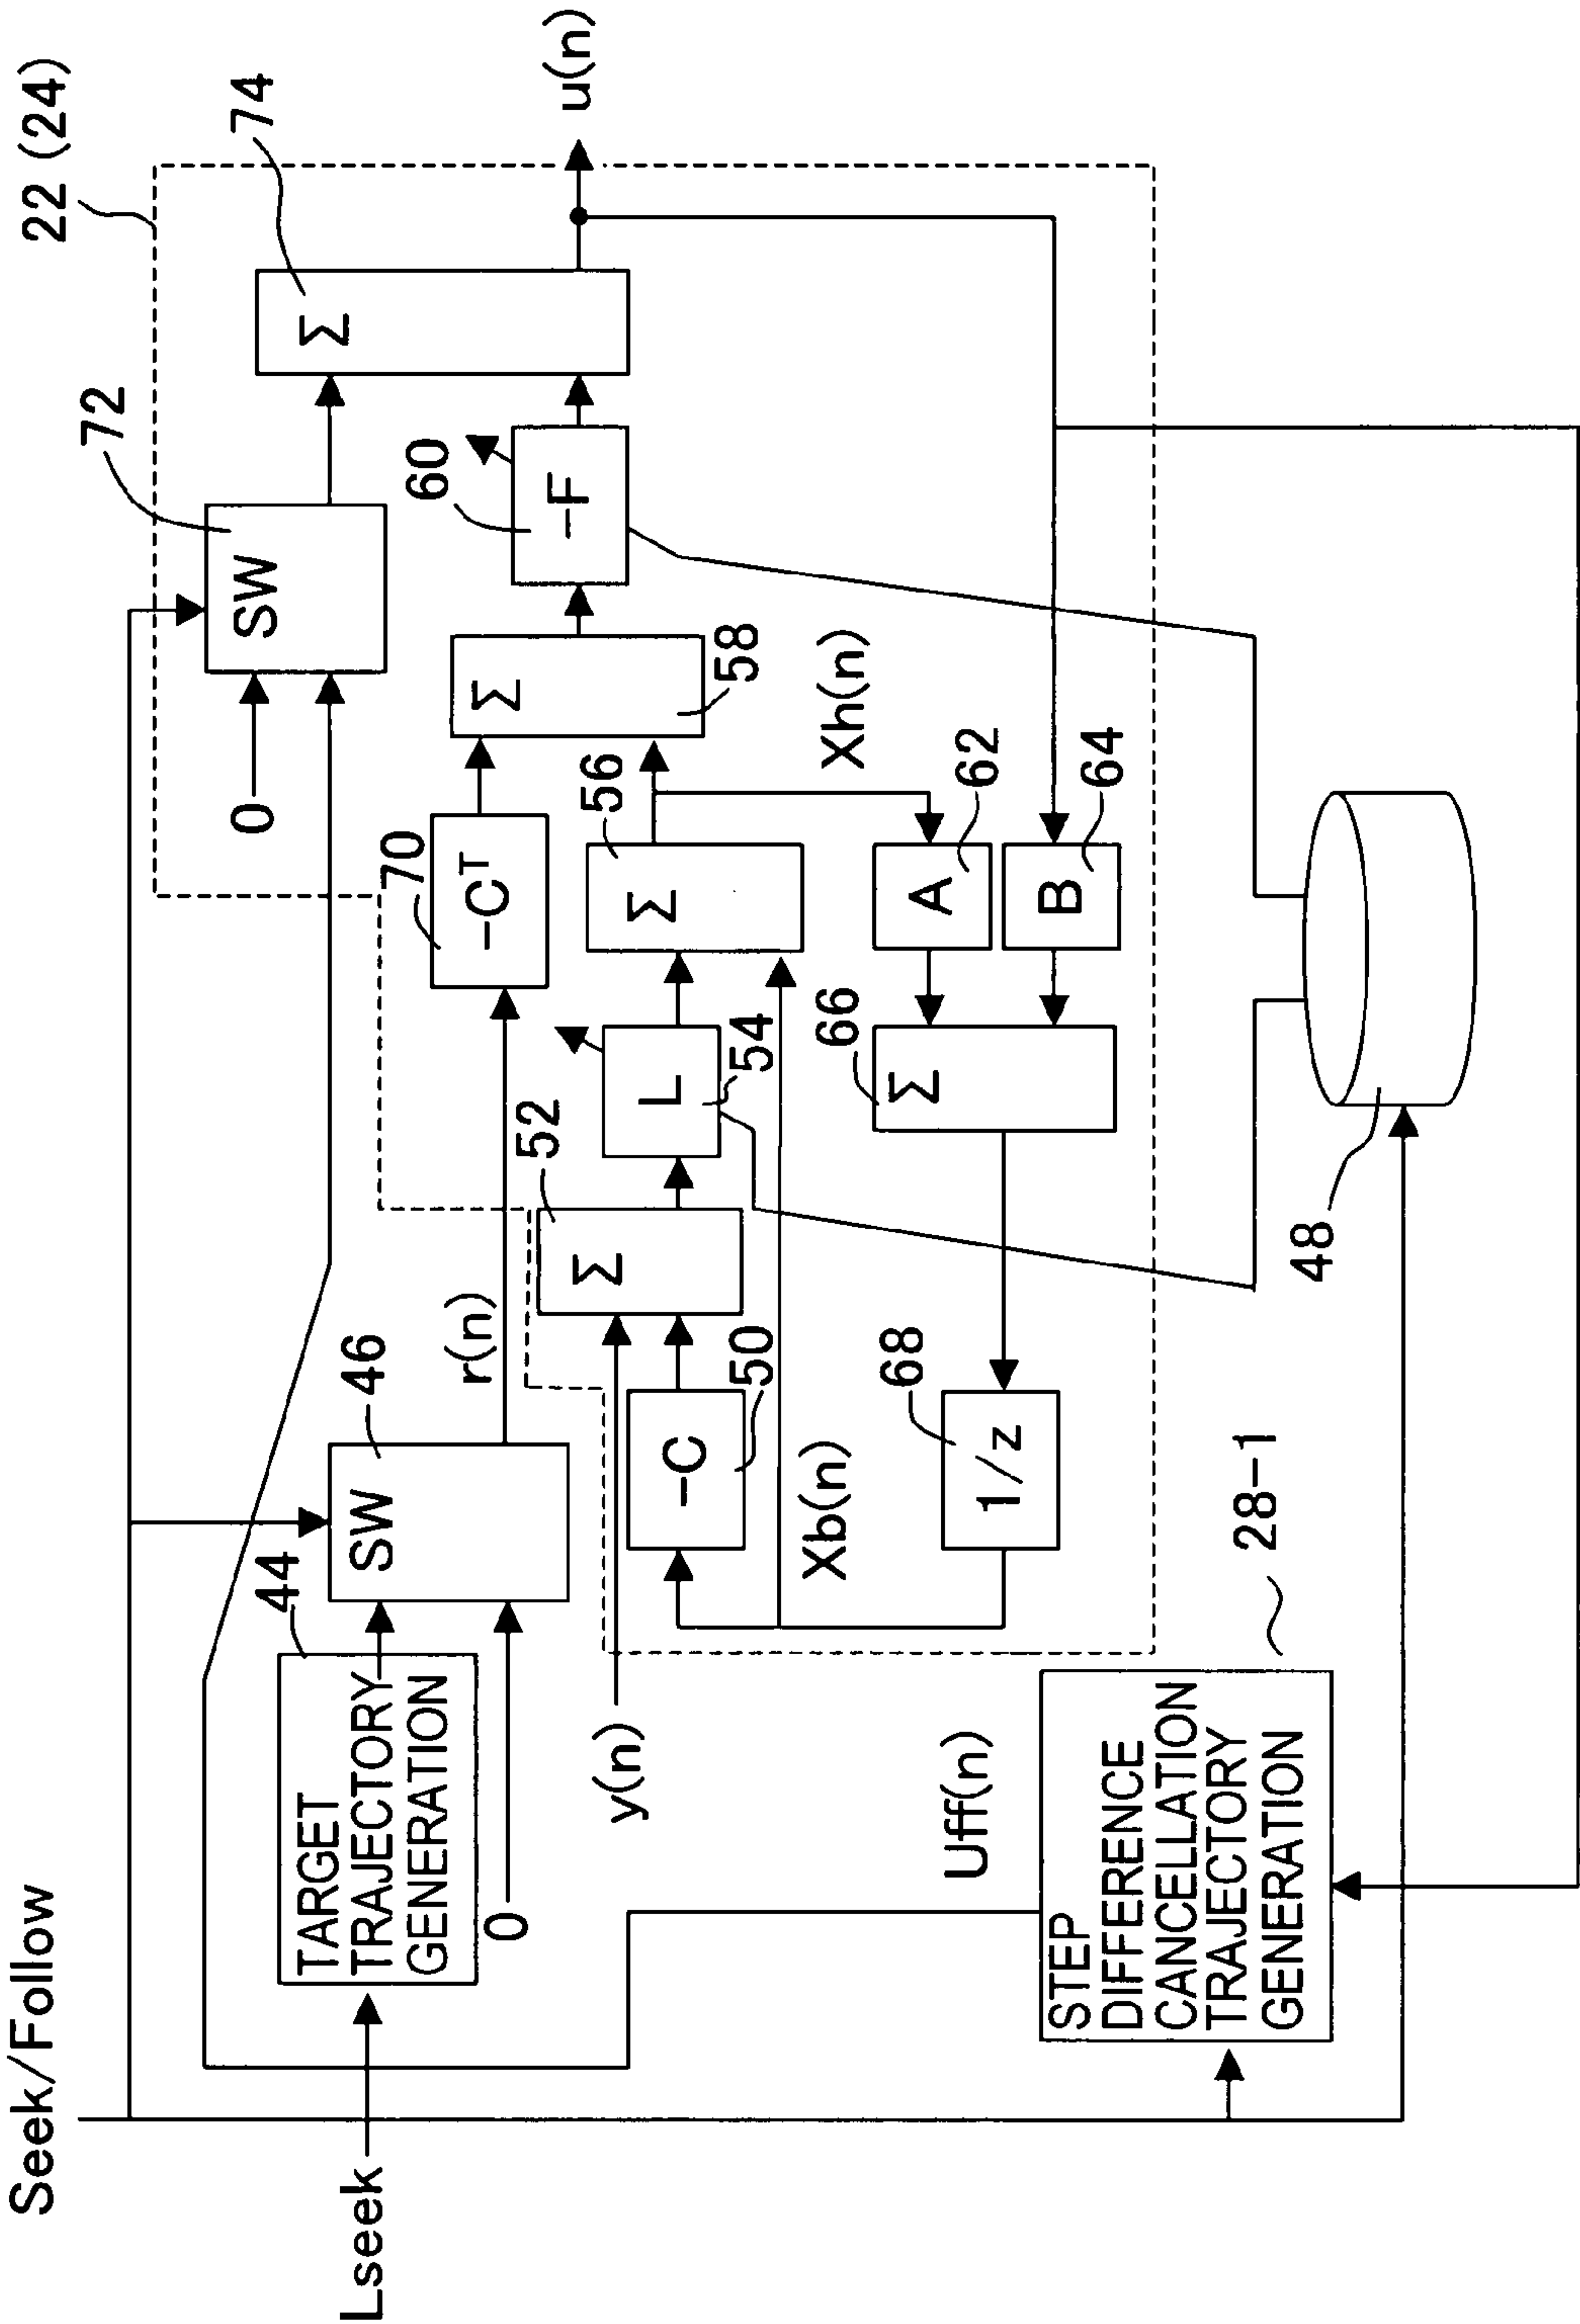 Seek/Follow
22 (24)
Lseek
TARGET
TRAJECTORY
GENERATION
44
SW
46
0
0
SW
72
Σ
74
u(n)
r(n)
-Cᵀ
70
Σ
58
-F
60
y(n)
Σ
52
L
54
Σ
56
-C
50
Xb(n)
Xh(n)
A
62
B
64
Σ
66
1/z
68
Uff(n)
STEP
DIFFERENCE
CANCELLATION
TRAJECTORY
GENERATION
28-1
48